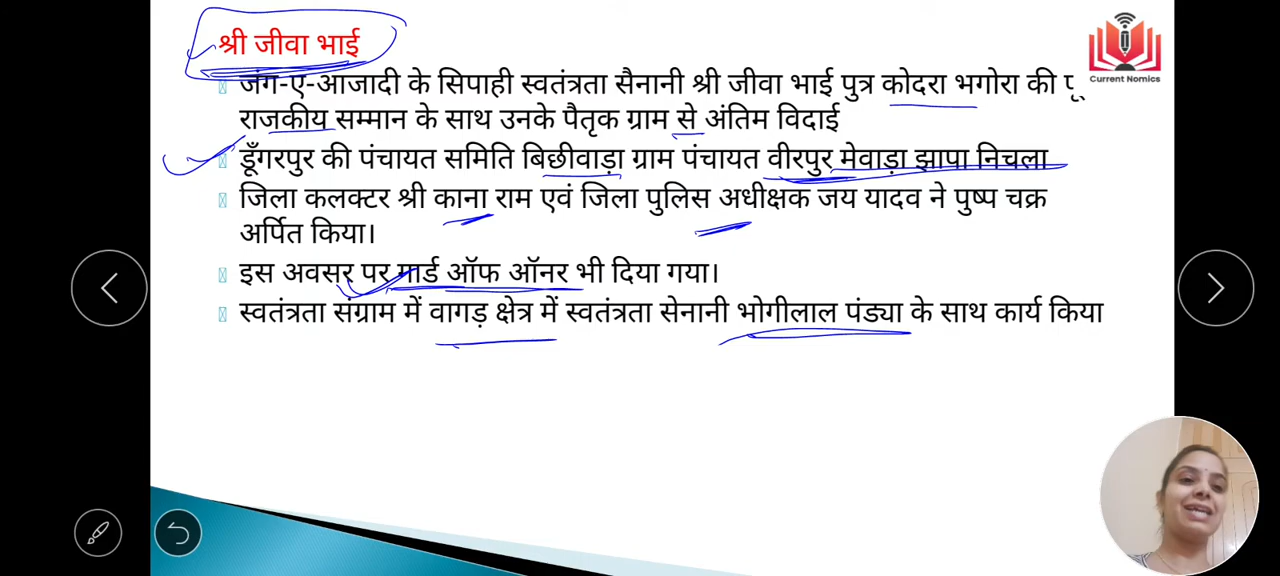 श्री जीवा भाई
Current Nomics
जंग-ए-आजादी के सिपाही स्वतंत्रता सैनानी श्री जीवा भाई पुत्र कोदरा भगोरा की
राजकीय सम्मान के साथ उनके पैतृक ग्राम से अंतिम विदाई
डूँगरपुर की पंचायत समिति बिछीवाड़ा ग्राम पंचायत वीरपुर मेवाड़ा झापा निचला
जिला कलक्टर श्री काना राम एवं जिला पुलिस अधीक्षक जय यादव ने पुष्प चक्र
अर्पित किया।
इस अवसर पर गार्ड ऑफ ऑनर भी दिया गया।
स्वतंत्रता संग्राम में वागड़ क्षेत्र में स्वतंत्रता सेनानी भोगीलाल पंड्या के साथ कार्य किया